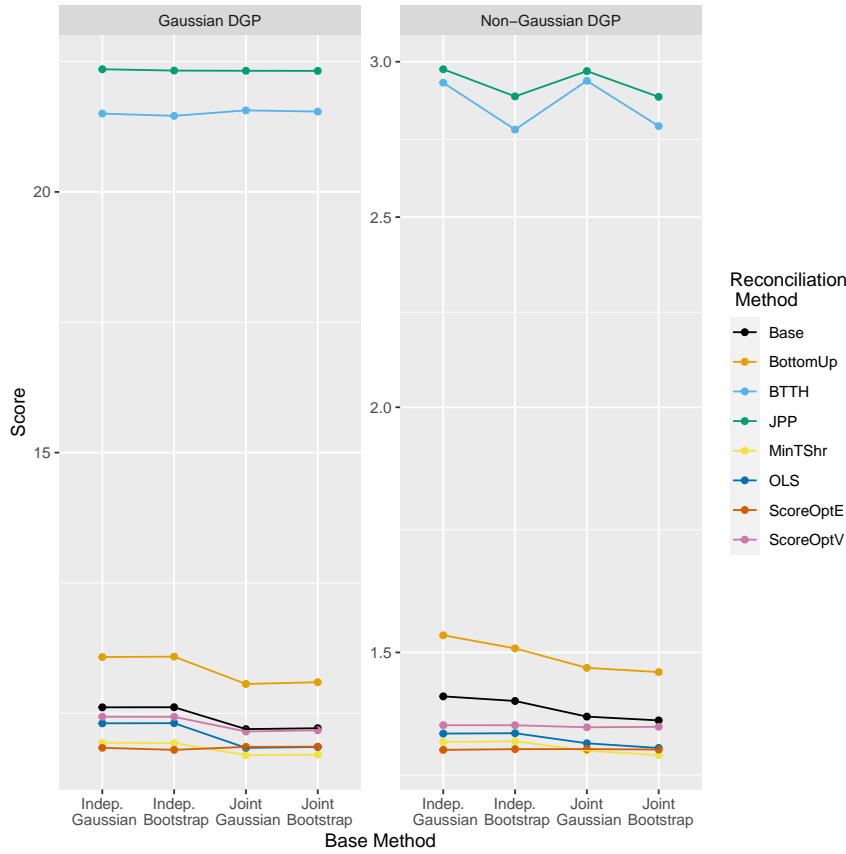 Gaussian DGP
Non−Gaussian DGP
Score
20
15
3.0
2.5
2.0
1.5
Indep.
Gaussian
Indep.
Bootstrap
Joint
Gaussian
Joint
Bootstrap
Indep.
Gaussian
Indep.
Bootstrap
Joint
Gaussian
Joint
Bootstrap
Base Method
Reconciliation
Method
Base
BottomUp
BTTH
JPP
MinTShr
OLS
ScoreOptE
ScoreOptV